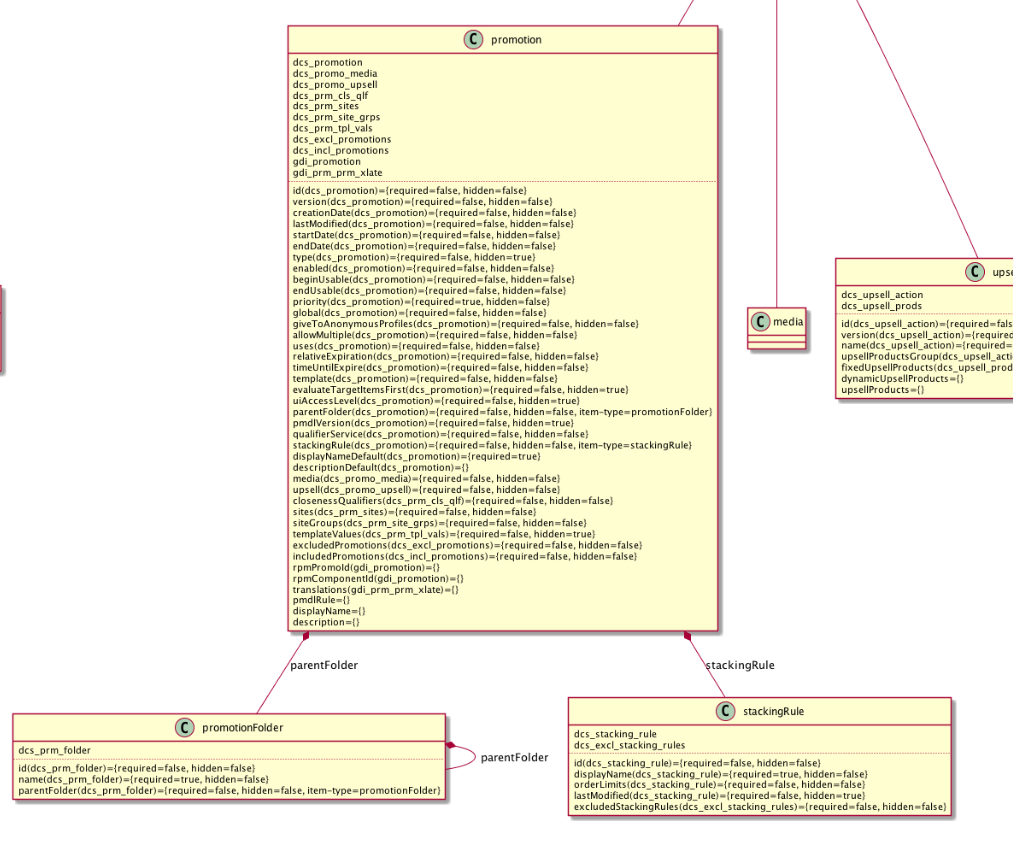 C promotion
dcs_promotion
dcs_promo_media
dcs_promo_upsell
dcs_prm_cls_qlf
dcs_prm_sites
dcs_prm_site_grps
dcs_prm_tpl_vals
dcs_excl_promotions
dcs_incl_promotions
gdi_promotion
gdi_prm_prm_xlate
id(dcs_promotion)={required=false, hidden=false}
version(dcs_promotion)={required=false, hidden=false}
creationDate(dcs_promotion)={required=false, hidden=false}
lastModified(dcs_promotion)={required=false, hidden=false}
startDate(dcs_promotion)={required=false, hidden=false}
endDate(dcs_promotion)={required=false, hidden=false}
type(dcs_promotion)={required=false, hidden=true}
enabled(dcs_promotion)={required=false, hidden=false}
beginUsable(dcs_promotion)={required=false, hidden=false}
endUsable(dcs_promotion)={required=false, hidden=false}
priority(dcs_promotion)={required=true, hidden=false}
global(dcs_promotion)={required=false, hidden=false}
giveToAnonymousProfiles(dcs_promotion)={required=false, hidden=false}
allowMultiple(dcs_promotion)={required=false, hidden=false}
uses(dcs_promotion)={required=false, hidden=false}
relativeExpiration(dcs_promotion)={required=false, hidden=false}
timeUntilExpire(dcs_promotion)={required=false, hidden=false}
template(dcs_promotion)={required=false, hidden=false}
evaluateTargetItemsFirst(dcs_promotion)={required=false, hidden=true}
uiAccessLevel(dcs_promotion)={required=false, hidden=true}
parentFolder(dcs_promotion)={required=false, hidden=false, item-type=promotionFolder}
pmdlVersion(dcs_promotion)={required=false, hidden=true}
qualifierService(dcs_promotion)={required=false, hidden=false}
stackingRule(dcs_promotion)={required=false, hidden=false, item-type=stackingRule}
displayNameDefault(dcs_promotion)={required=true}
descriptionDefault(dcs_promotion)={}
media(dcs_promo_media)={required=false, hidden=false}
upsell(dcs_promo_upsell)={required=false, hidden=false}
closenessQualifiers(dcs_prm_cls_qlf)={required=false, hidden=false}
sites(dcs_prm_sites)={required=false, hidden=false}
siteGroups(dcs_prm_site_grps)={required=false, hidden=false}
templateValues(dcs_prm_tpl_vals)={required=false, hidden=true}
excludedPromotions(dcs_excl_promotions)={required=false, hidden=false}
includedPromotions(dcs_incl_promotions)={required=false, hidden=false}
rpmPromoId(gdi_promotion)={}
rpmComponentId(gdi_promotion)={}
translations(gdi_prm_prm_xlate)={}
pmdlRule={}
displayName={}
description={}
C media
C upse
dcs_upsell_action
dcs_upsell_prods
id(dcs_upsell_action)={required=fals
version(dcs_upsell_action)={required
name(dcs_upsell_action)={required=
upsellProductsGroup(dcs_upsell_acti
fixedUpsellProducts(dcs_upsell_prod
dynamicUpsellProducts={}
upsellProducts={}
parentFolder
stackingRule
C promotionFolder
dcs_prm_folder
id(dcs_prm_folder)={required=false, hidden=false}
name(dcs_prm_folder)={required=true, hidden=false}
parentFolder(dcs_prm_folder)={required=false, hidden=false, item-type=promotionFolder}
parentFolder
C stackingRule
dcs_stacking_rule
dcs_excl_stacking_rules
id(dcs_stacking_rule)={required=false, hidden=false}
displayName(dcs_stacking_rule)={required=true, hidden=false}
orderLimits(dcs_stacking_rule)={required=false, hidden=false}
lastModified(dcs_stacking_rule)={required=false, hidden=true}
excludedStackingRules(dcs_excl_stacking_rules)={required=false, hidden=false}